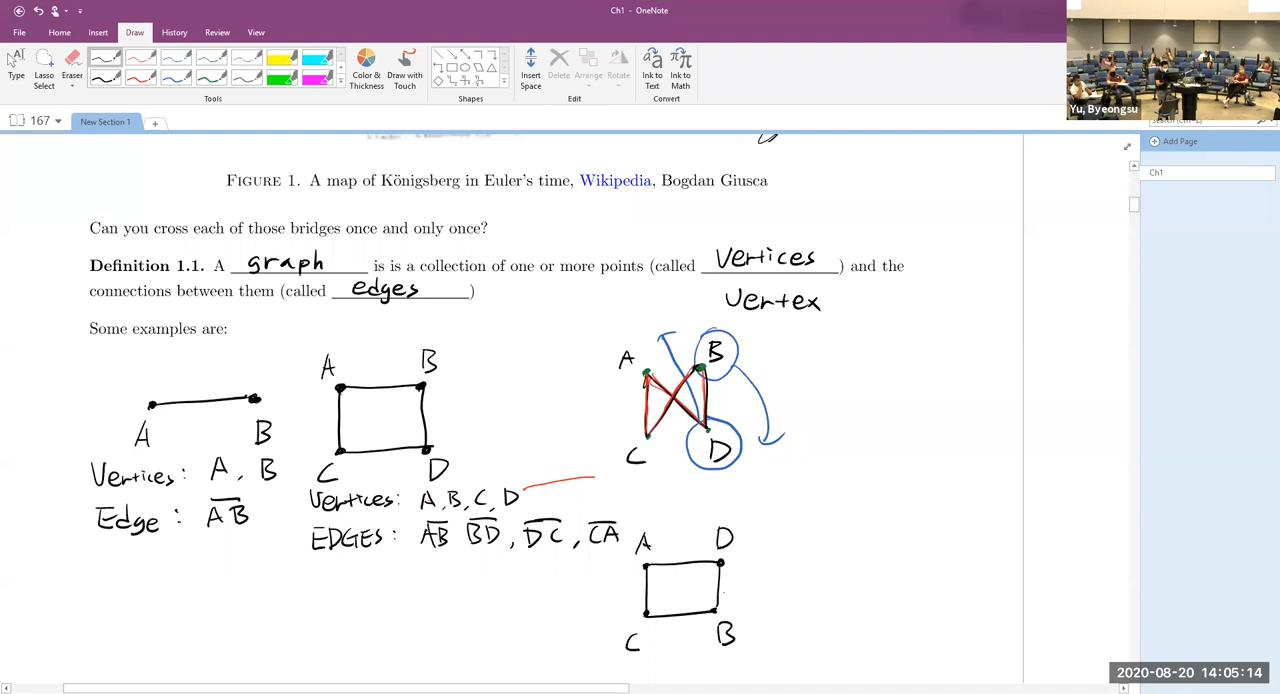 Ch1 - OneNote
File Home Insert Draw History Review View
Type
Lasso Select
Eraser
Color & Thickness
Draw with Touch
Insert Space
Delete
Arrange
Rotate
Ink to Text
Ink to Math
Tools
Shapes
Edit
Convert
Yu, Byeongsu
167
New Section 1
Add Page
Ch1
FIGURE 1. A map of Königsberg in Euler's time, Wikipedia, Bogdan Giusca
Can you cross each of those bridges once and only once?
Definition 1.1. A graph is is a collection of one or more points (called vertices) and the
connections between them (called edges)
vertex
Some examples are:
A B
Vertices: A, B
Edge: AB
A B
C D
Vertices: A, B, C, D
EDGES: AB BD, DC, CA
A B
C D
A D
C B
2020-08-20 14:05:14